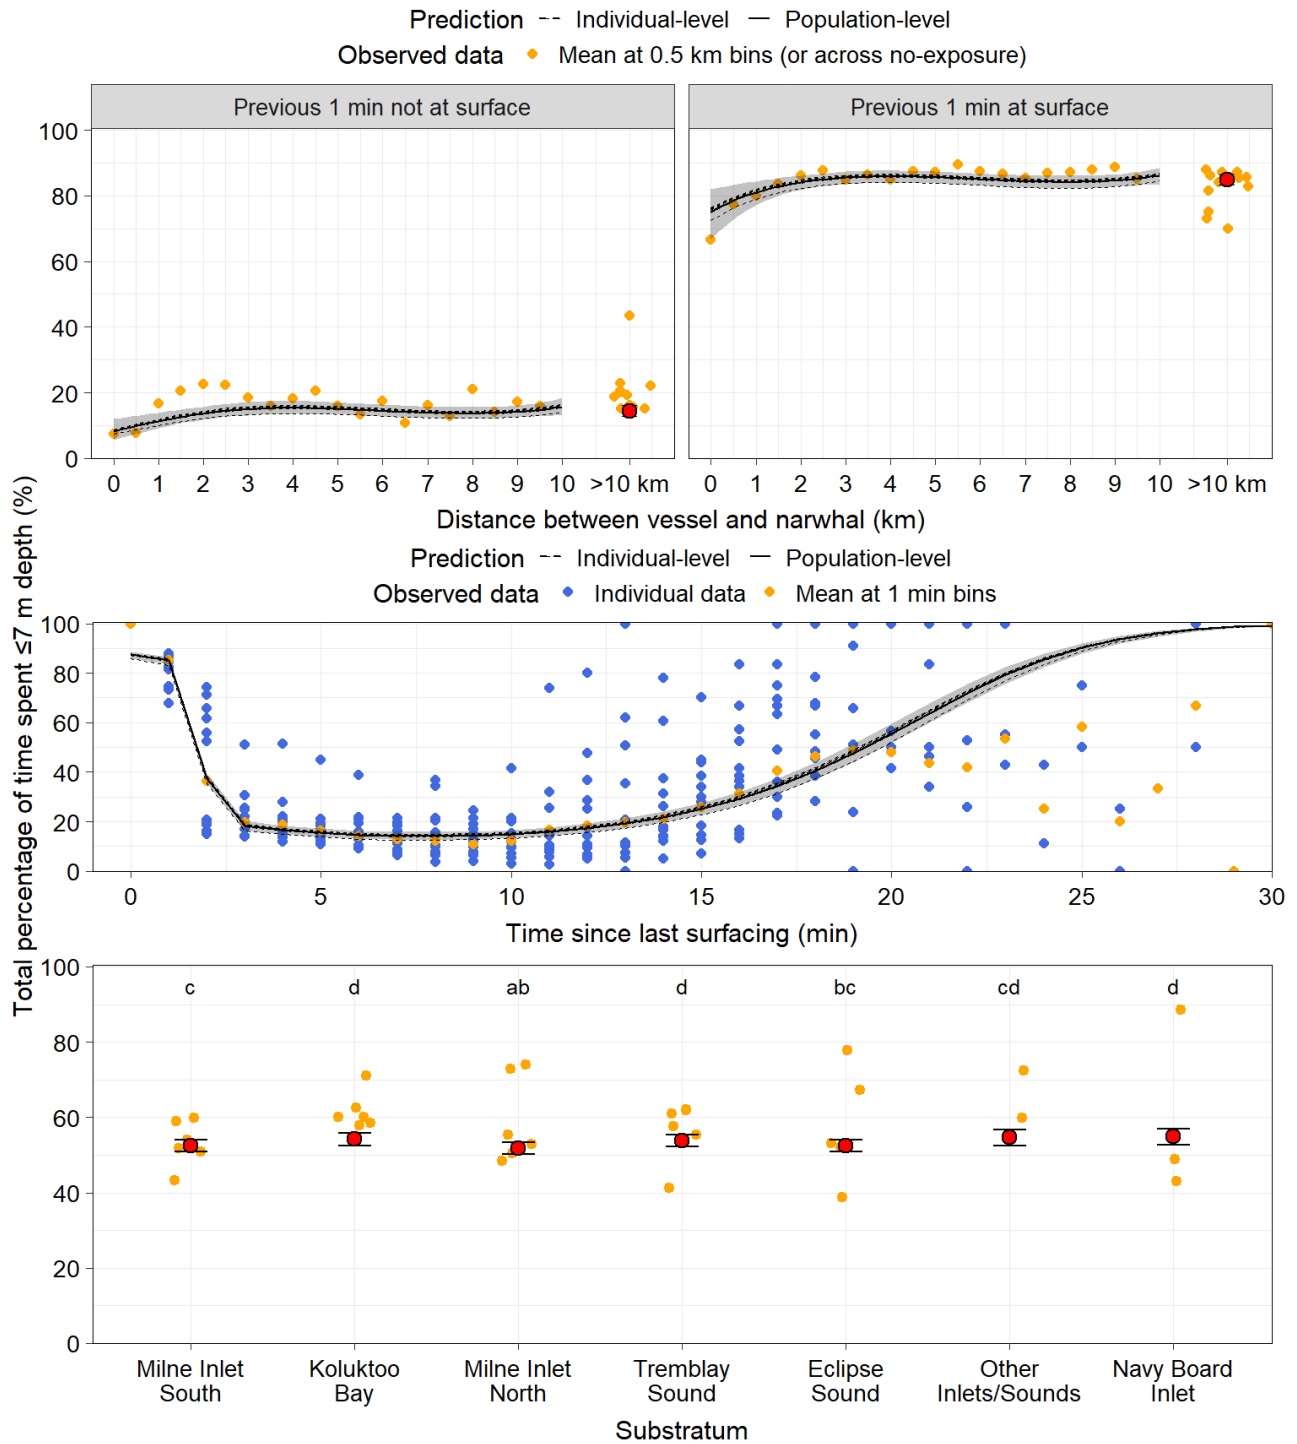 Prediction -- Individual-level — Population-level
Observed data Mean at 0.5 km bins (or across no-exposure)
Previous 1 min not at surface Previous 1 min at surface
100
80
60
40
20
0
0 1 2 3 4 5 6 7 8 9 10 >10 km 0 1 2 3 4 5 6 7 8 9 10 >10 km
Distance between vessel and narwhal (km)
Total percentage of time spent ≤7 m depth (%)
Prediction -- Individual-level — Population-level
Observed data Individual data Mean at 1 min bins
100
80
60
40
20
0
0 5 10 15 20 25 30
Time since last surfacing (min)
100
80
60
40
20
0
c d ab d bc cd d
Milne Inlet Koluktoo Milne Inlet Tremblay Eclipse Other Navy Board
South Bay North Sound Sound Inlets/Sounds Inlet
Substratum